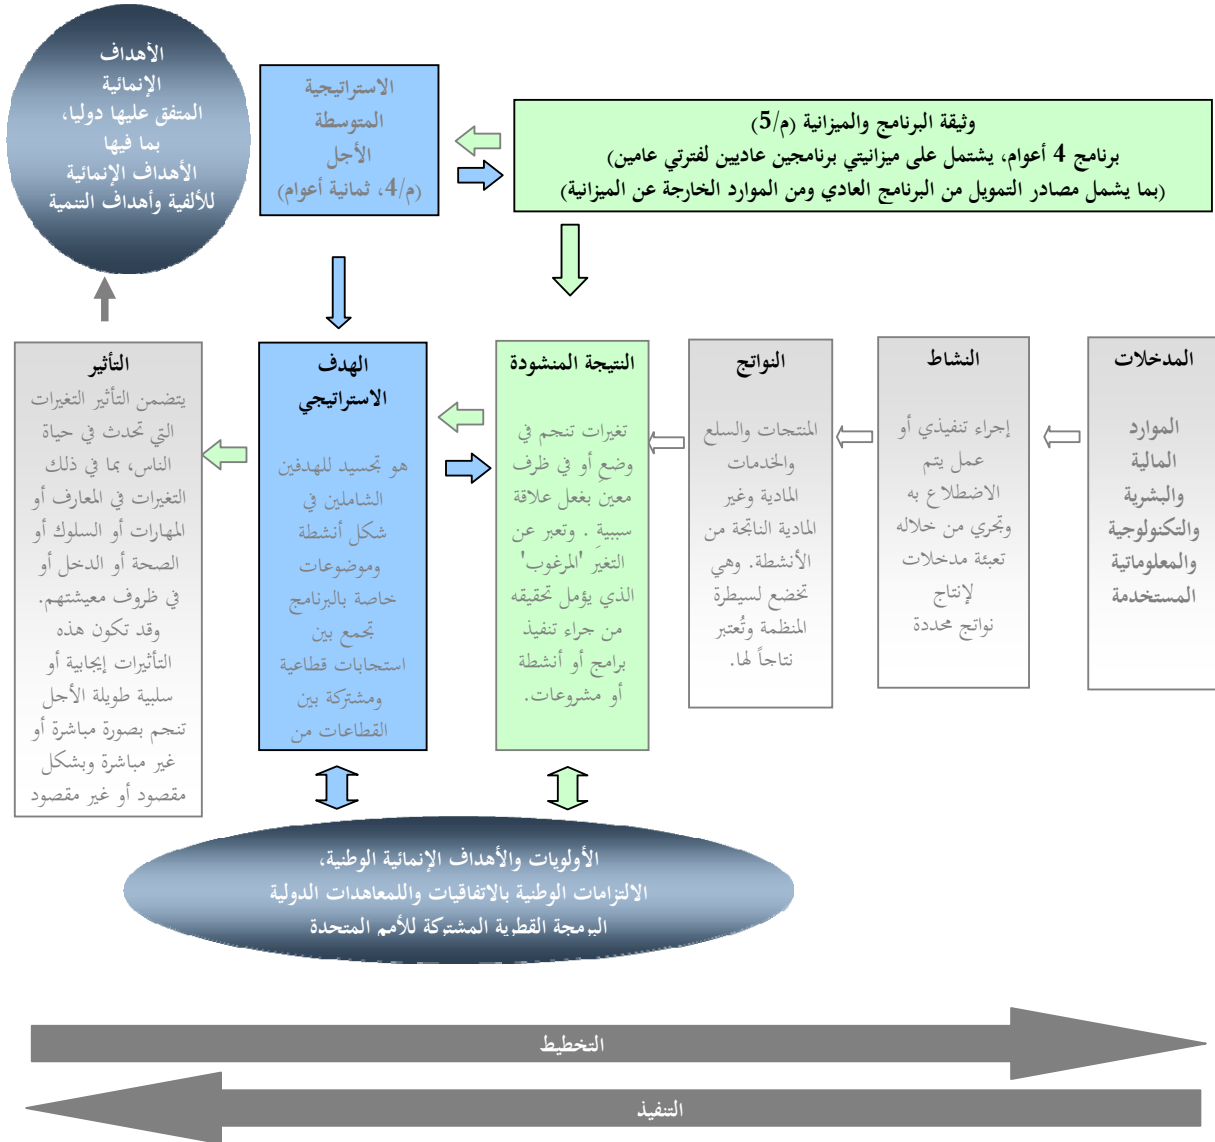 الأهداف
الإنمائية
المتفق عليها دوليا،
بما فيها
الأهداف الإنمائية
للألفية وأهداف التنمية
الاستراتيجية
المتوسطة
الأجل
(م/4، ثمانية أعوام)
وثيقة البرنامج والميزانية (م/5)
برنامج 4 أعوام، يشتمل على ميزانيتي برنامجين عاديين لفترتي عامين
(بما يشمل مصادر التمويل من البرنامج العادي ومن الموارد الخارجة عن الميزانية)
المدخلات
الموارد
المالية
والبشرية
والتكنولوجية
والمعلوماتية
المستخدمة
النشاط
إجراء تنفيذي أو
عمل يتم
الاضطلاع به
وتجري من خلاله
تعبئة مدخلات
لإنتاج
نواتج محددة
النواتج
المنتجات والسلع
والخدمات
المادية وغير
المادية الناتجة من
الأنشطة. وهي
تخضع لسيطرة
المنظمة وتُعتبر
نتاجاً لها.
النتيجة المنشودة
تغيرات تنجم في
وضعٍ أو في ظرف
معين بغعل علاقة
سببيةِ . وتعبر عن
التغيّر 'المرغوب'
الذي يؤمل تحقيقه
من جراء تنفيذ
برامج أو أنشطة
أو مشروعات.
الهدف
الاستراتيجي
هو تجسيد للهدفين
الشاملين في
شكل أنشطة
وموضوعات
خاصة بالبرنامج
تجمع بين
استجابات قطاعية
ومشتركة بين
القطاعات من
التأثير
يتضمن التأثير التغيرات
التي تحدث في حياة
الناس، بما في ذلك
التغيرات في المعارف أو
المهارات أو السلوك أو
الصحة أو الدخل أو
في ظروف معيشتهم.
وقد تكون هذه
التأثيرات إيجابية أو
سلبية طويلة الأجل
تنجم بصورة مباشرة أو
غير مباشرة وبشكل
مقصود أو غير مقصود
الأولويات والأهداف الإنمائية الوطنية،
الالتزامات الوطنية بالاتفاقيات واللمعاهدات الدولية
البرمجة القطرية المشتركة للأمم المتحدة
التخطيط
التنفيذ